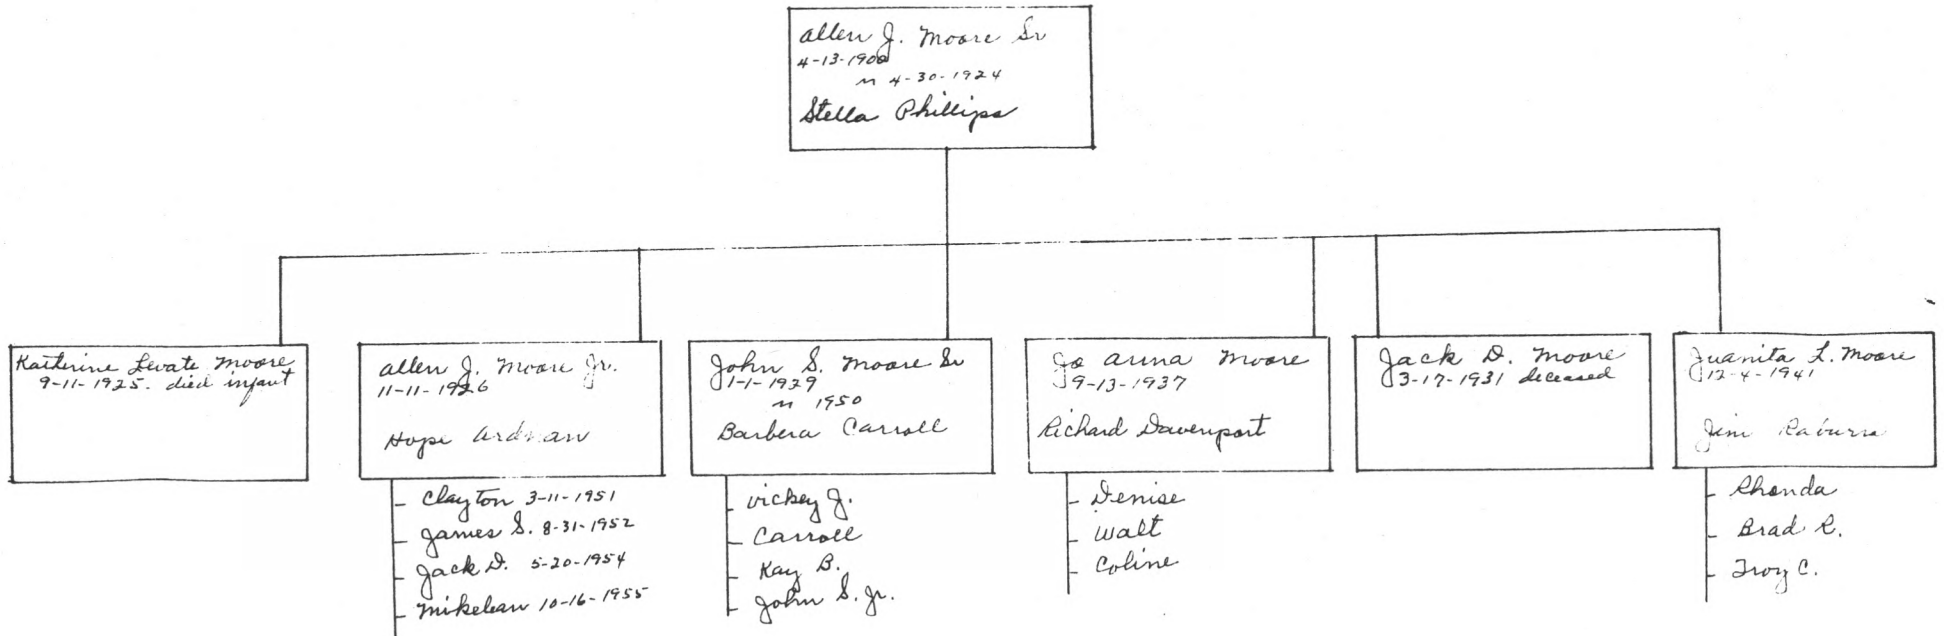 Allen J. Moore Sr
4-13-1900
m 4-30-1924
Stella Phillips
Katherine Levate Moore
9-11-1925. died infant
Allen J. Moore Jr.
11-11-1926
Hope
John S. Moore Sr
1-1-1929
m 1950
Barbera Carroll
Jo Anna Moore
9-13-1937
Richard Davenport
Jack D. Moore
3-17-1931 deceased
Juanita L. Moore
12-4-1941
Jim Raburn
Clayton 3-11-1951
James S. 8-31-1952
Jack D. 5-20-1954
Mikelean 10-16-1955
Vickey J.
Carroll
Kay B.
John S. Jr.
Denise
Walt
Coline
Rhonda
Brad R.
Troy C.